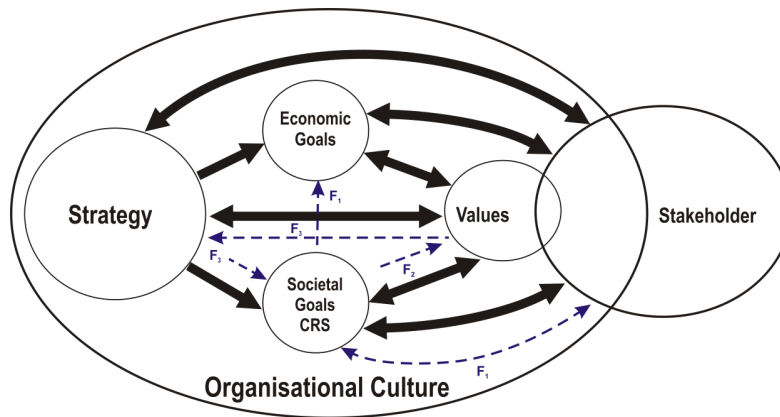 Economic
Goals
F₁
Strategy
Values
Stakeholder
F₃
F₃
F₂
Societal
Goals
CRS
F₁
Organisational Culture